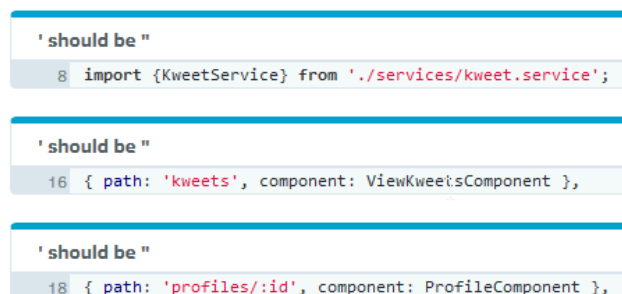 ' should be "
8 import {KweetService} from './services/kweet.service';
' should be "
16 { path: 'kweets', component: ViewKweetsComponent },
' should be "
18 { path: 'profiles/:id', component: ProfileComponent },